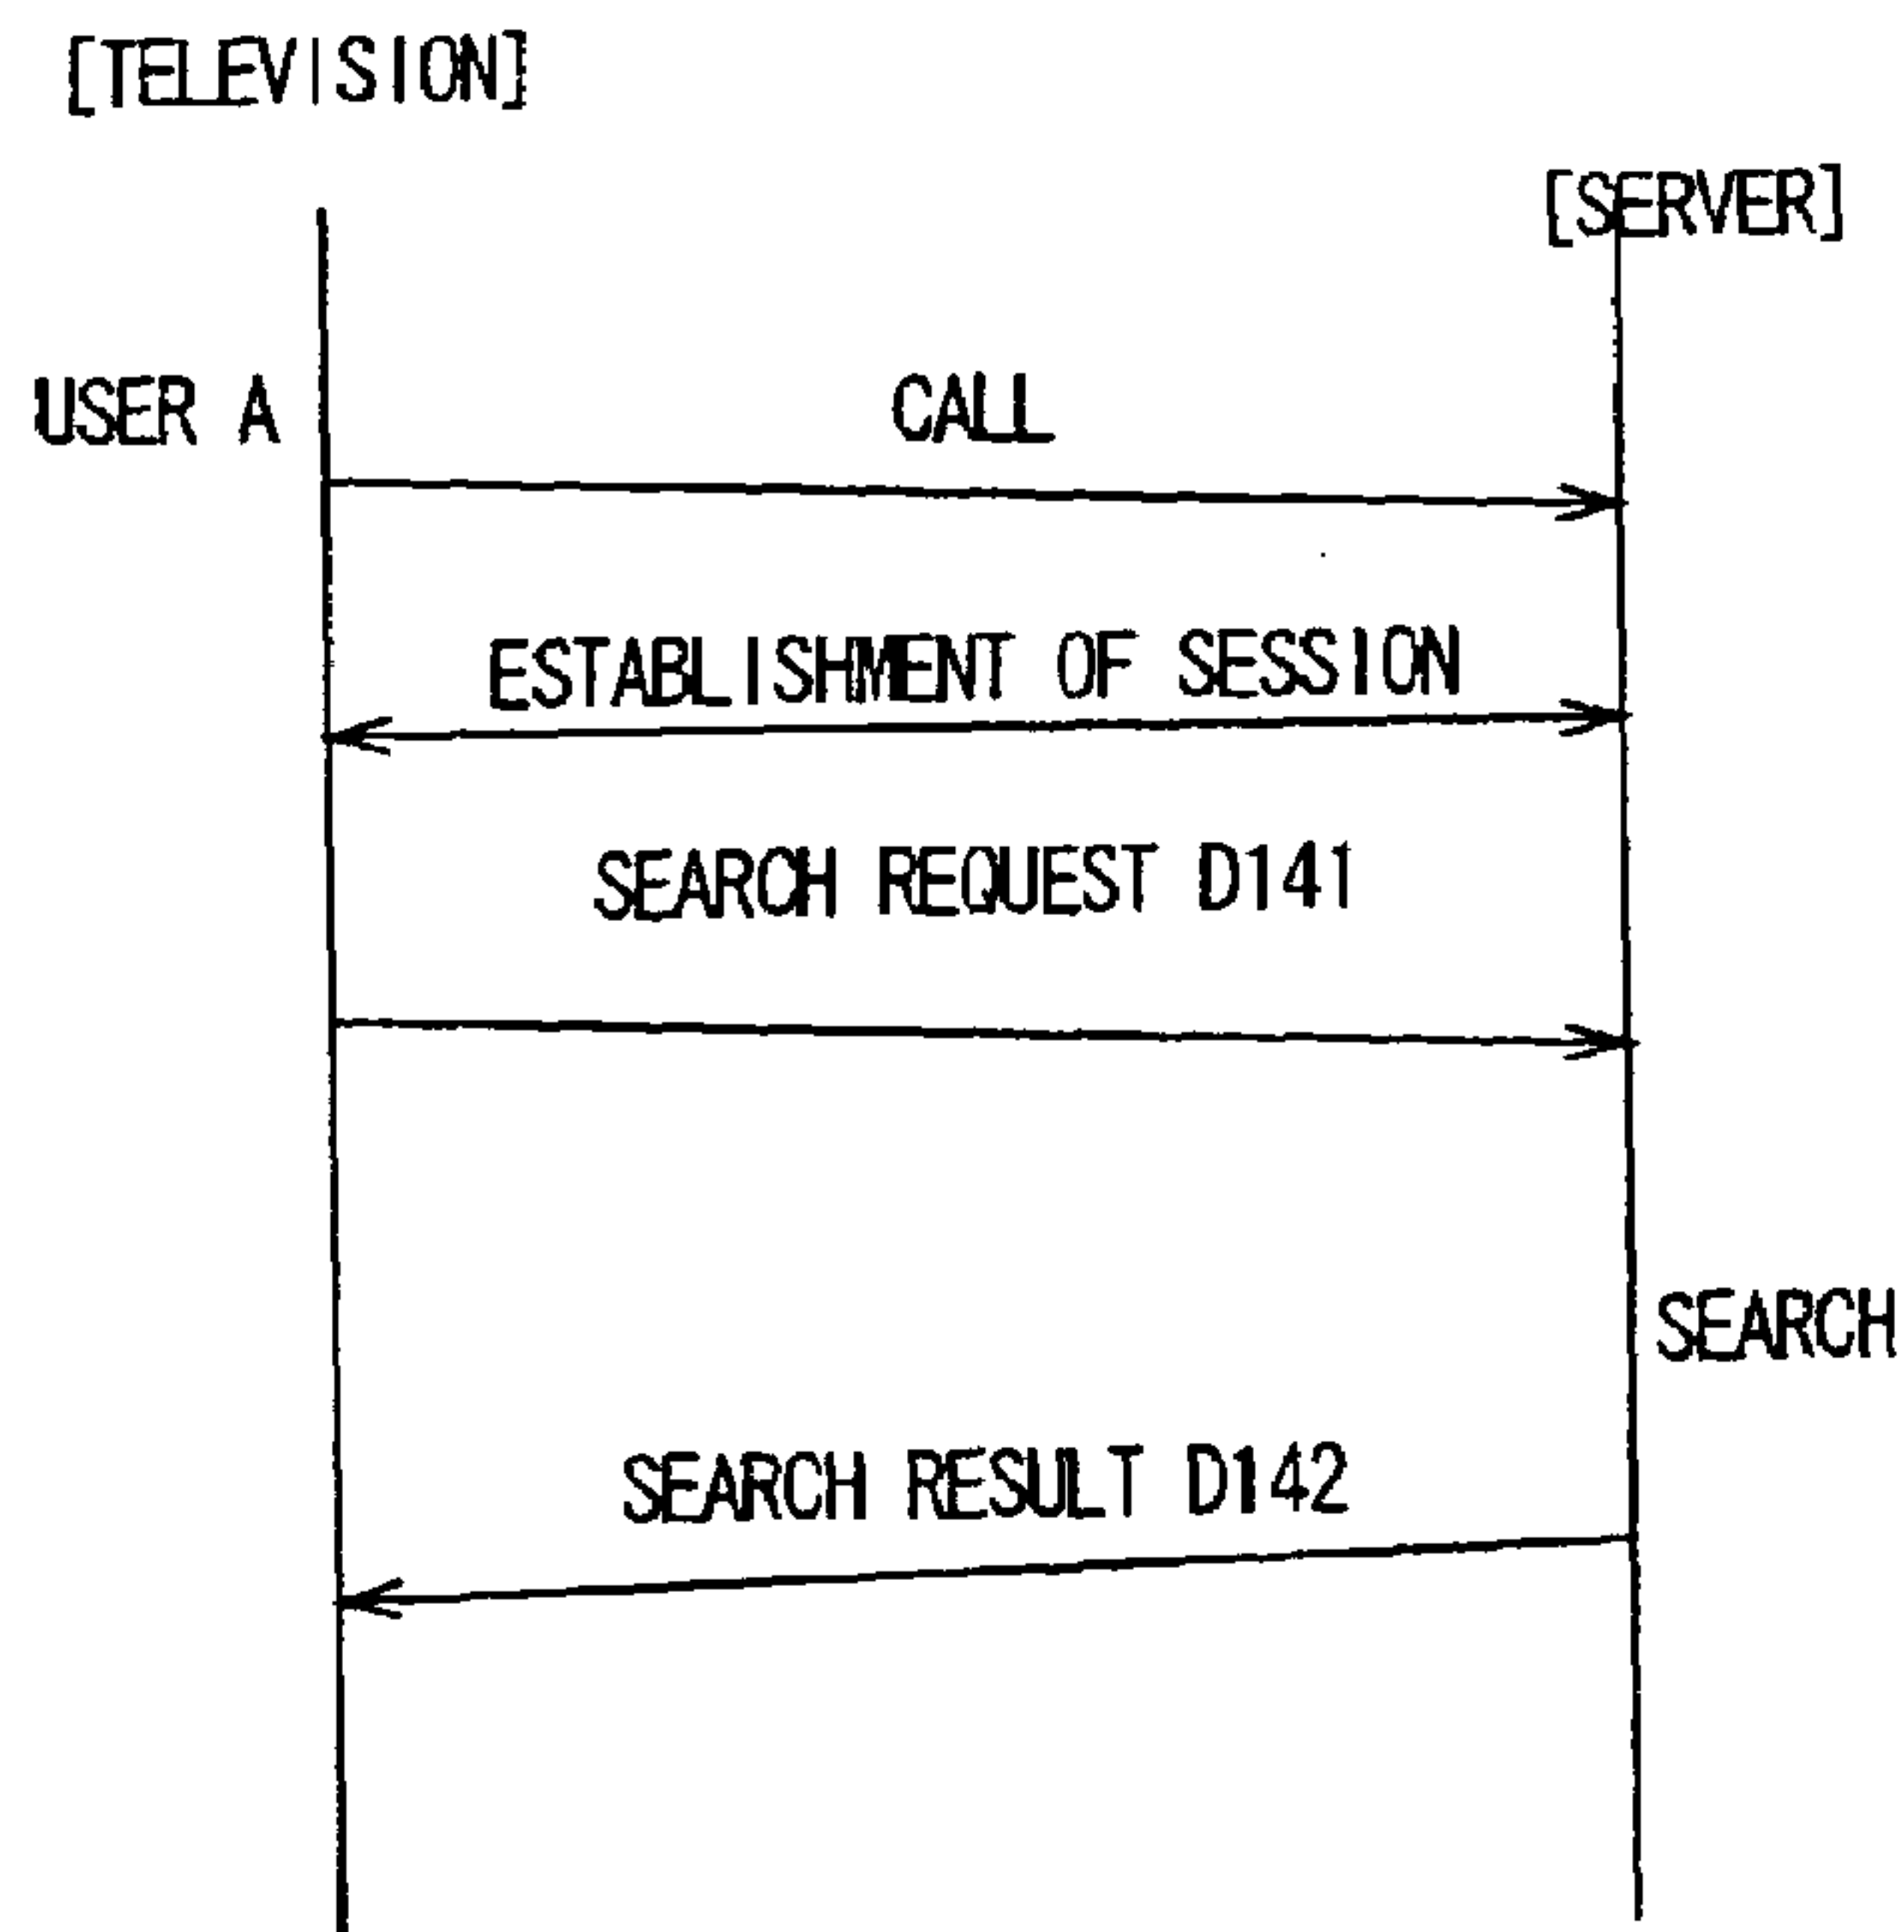 [TELEVISION]
[SERVER]
USER A
CALL
ESTABLISHMENT OF SESSION
SEARCH REQUEST D141
SEARCH
SEARCH RESULT D142